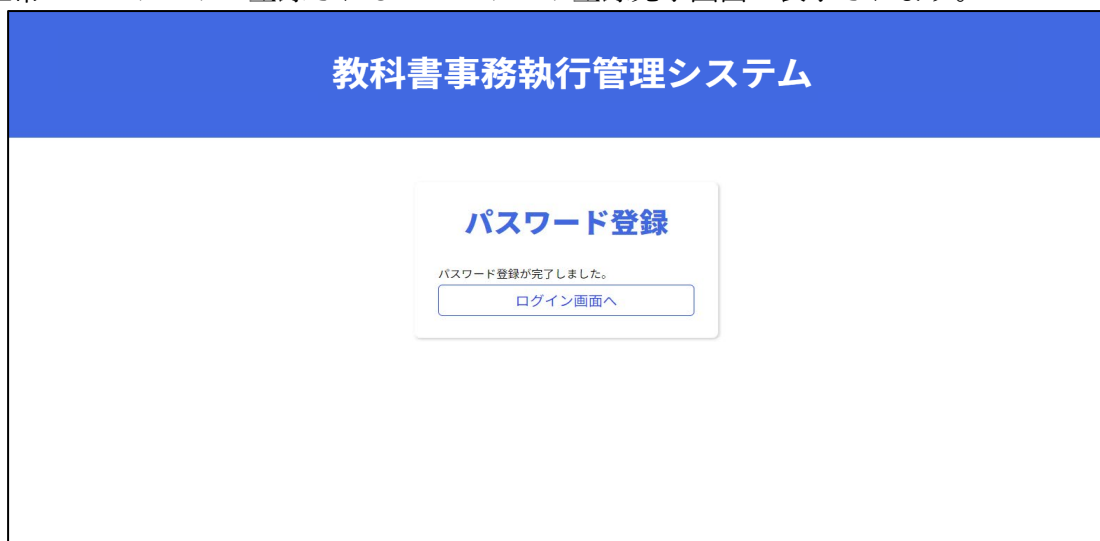 教科書事務執行管理システム
パスワード登録
パスワード登録が完了しました。
ログイン画面へ